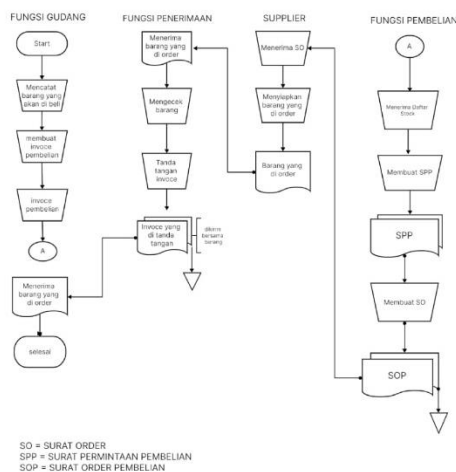 FUNGSI GUDANG
Start
Mencatat
barang yang
akan di beli
membuat
invoce
pembelian
invoce
pembelian
A
Menerima
barang yang
di order
selesai
FUNGSI PENERIMAAN
Menerima
barang yang
di order
Mengecek
barang
Tanda
tangan
invoce
Invoce yang
di tanda
tangan
dikirim
bersama
barang
SUPPLIER
Menerima SO
Menyiapkan
barang yang
di order
Barang yang
di order
FUNGSI PEMBELIAN
A
Menerima Daftar
Stock
Membuat SPP
SPP
Membuat SO
SOP
SO = SURAT ORDER
SPP = SURAT PERMINTAAN PEMBELIAN
SOP = SURAT ORDER PEMBELIAN